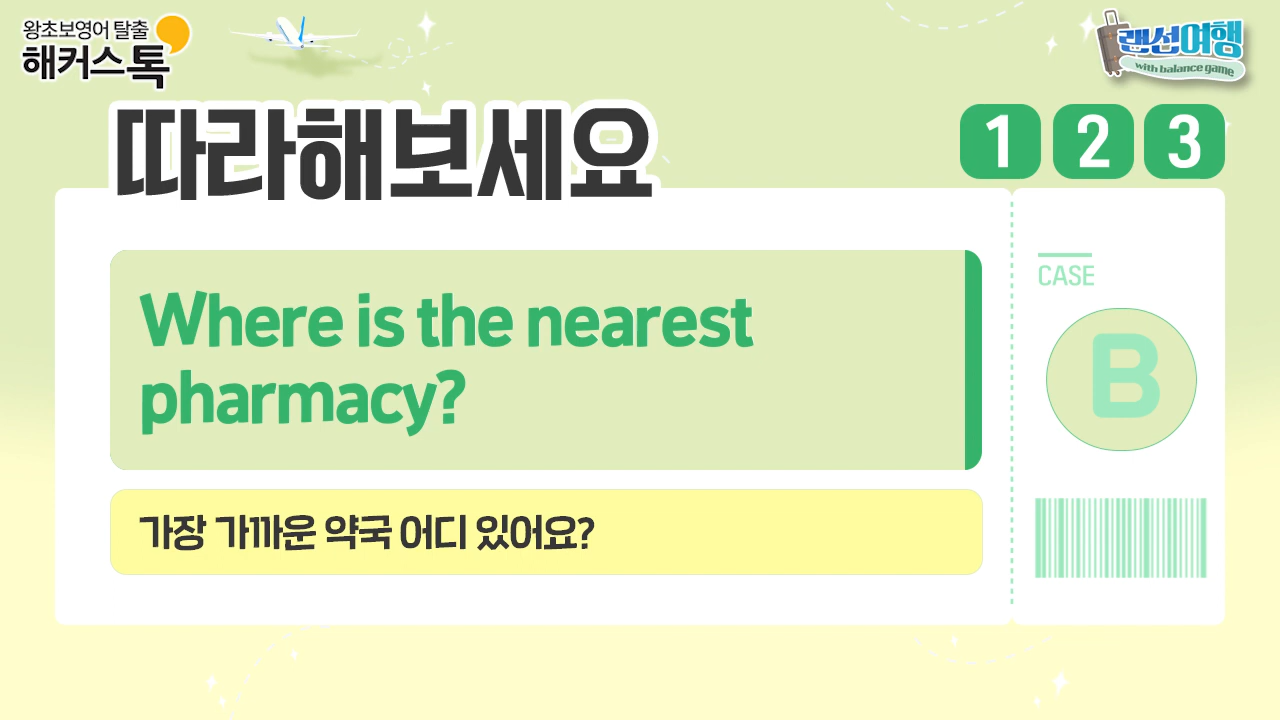 왕초보영어 탈출
해커스톡
랜선여행
with balance game
따라해보세요
1 2 3
Where is the nearest
pharmacy?
가장 가까운 약국 어디 있어요?
CASE
B